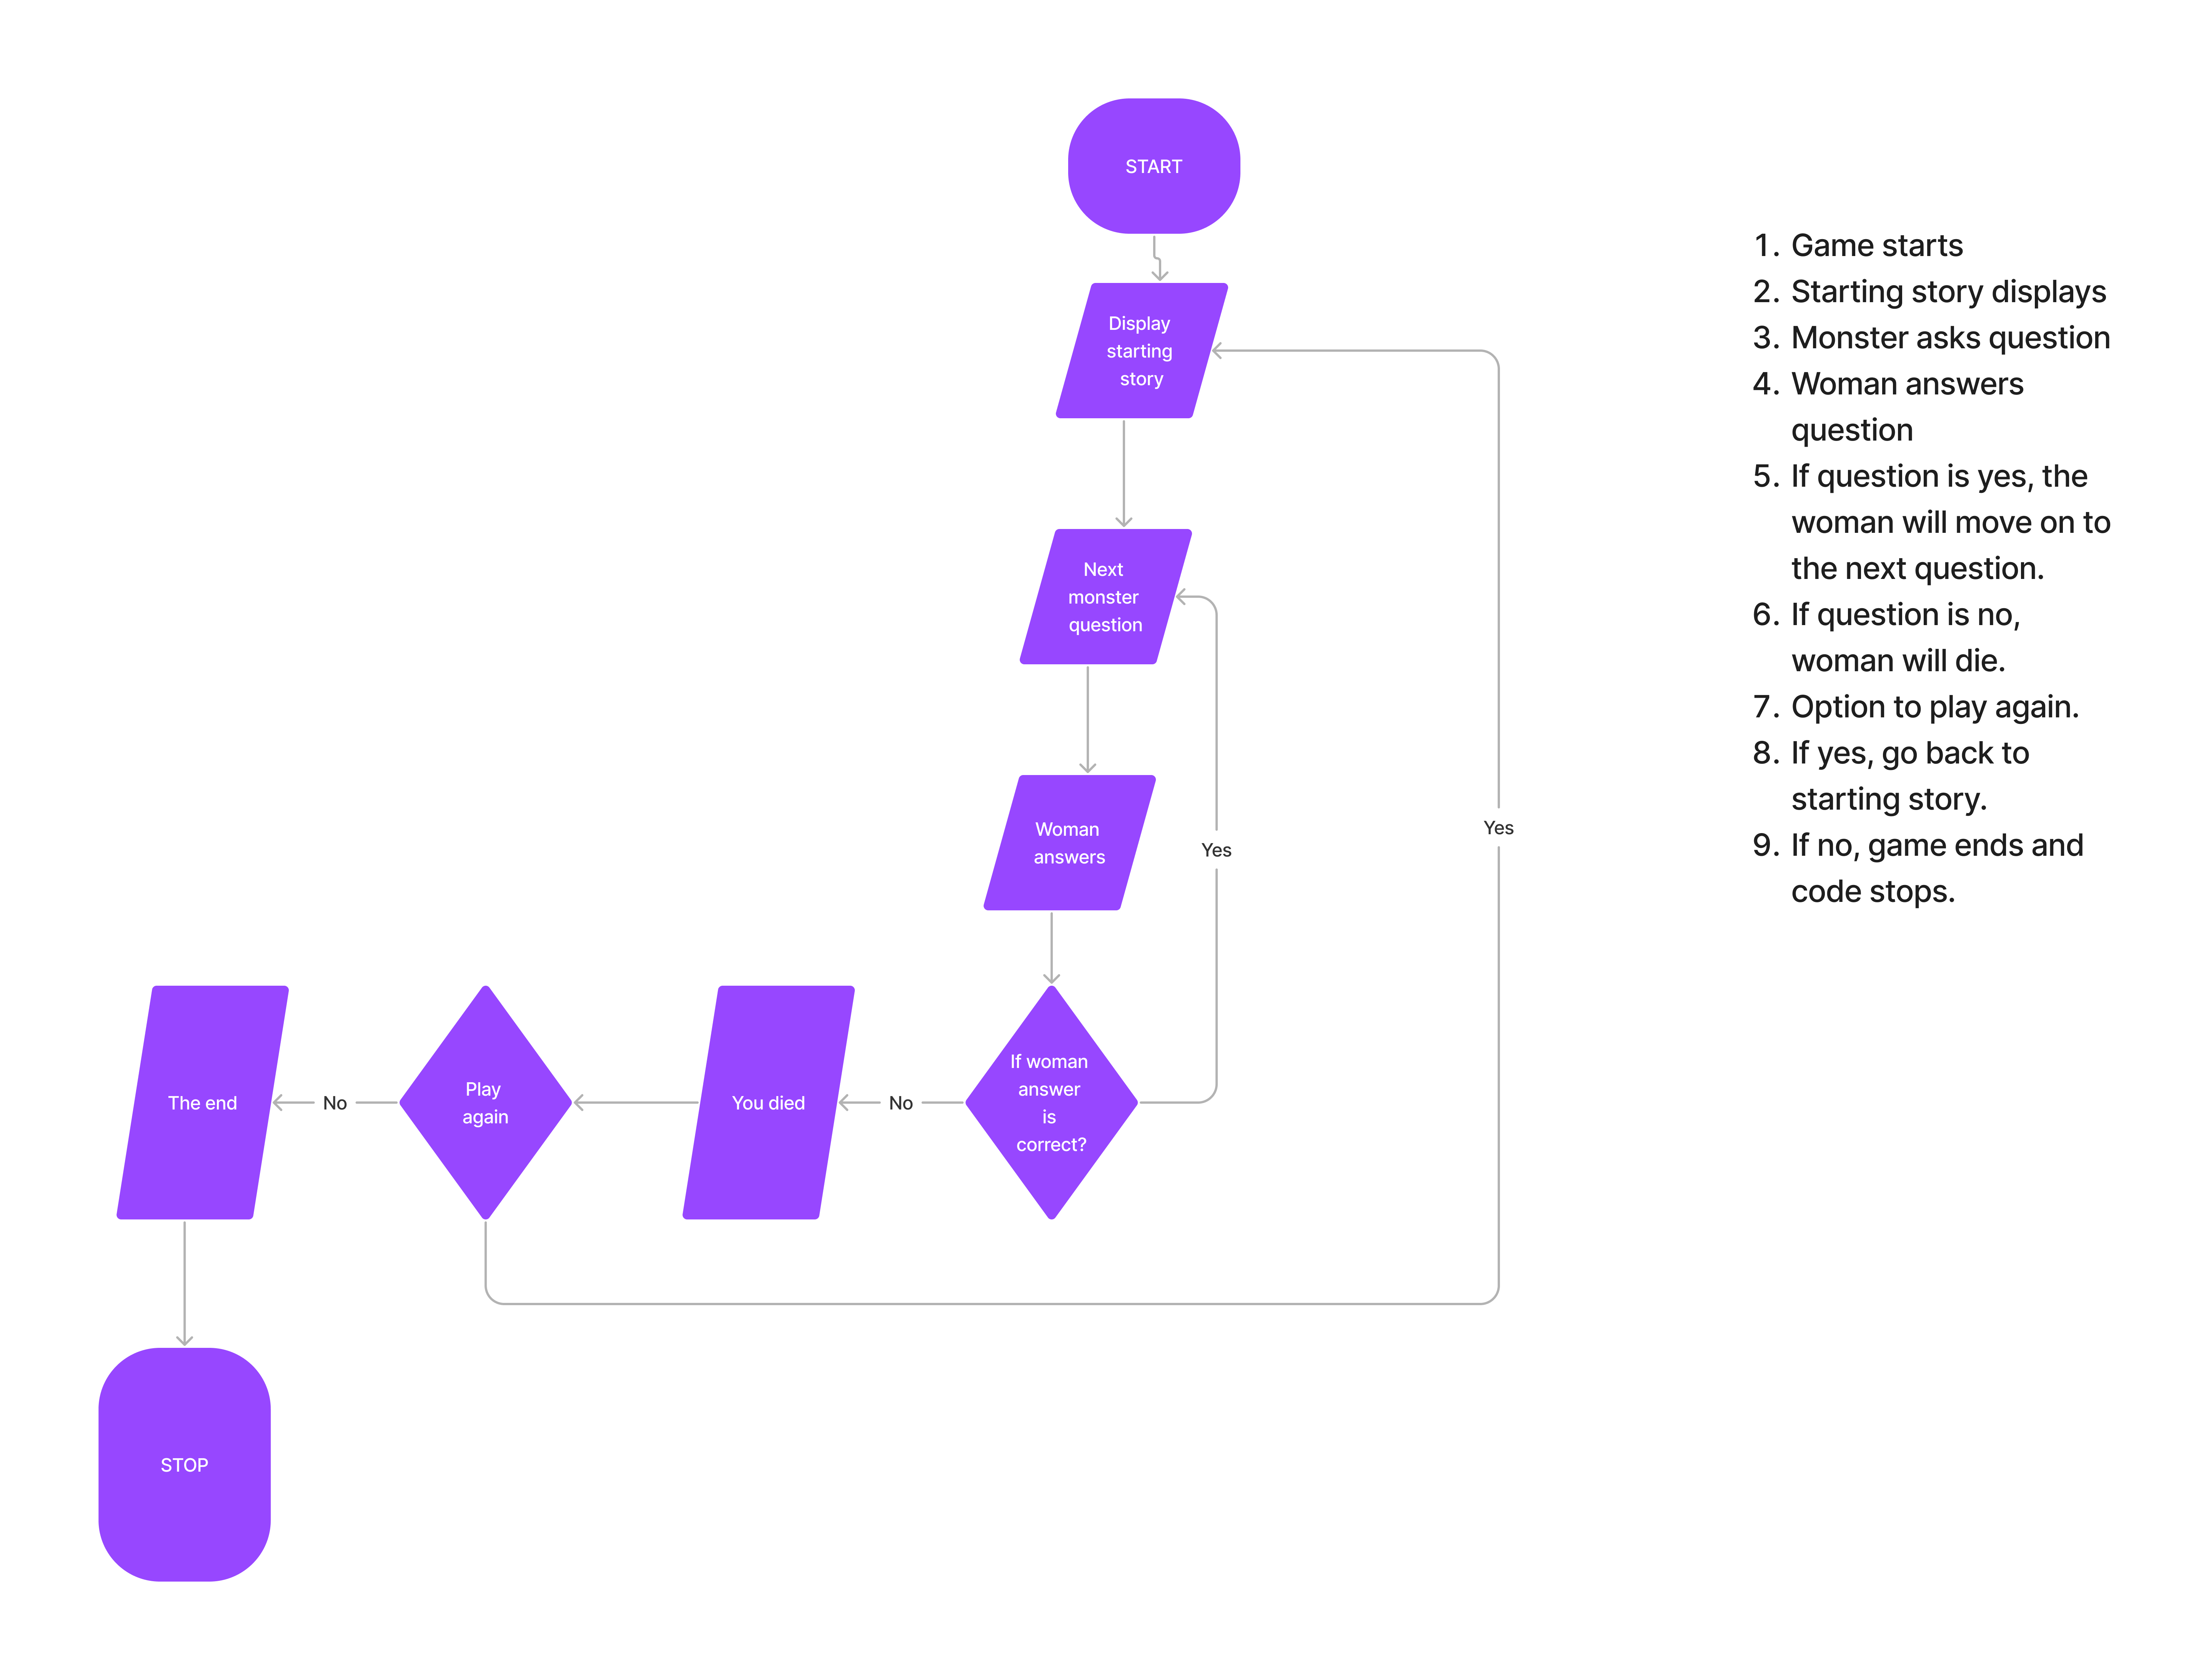 START
Display
starting
story
Next
monster
question
Woman
answers
Yes
Yes
If woman
answer
is
correct?
No
You died
Play
again
No
The end
STOP
1. Game starts
2. Starting story displays
3. Monster asks question
4. Woman answers
question
5. If question is yes, the
woman will move on to
the next question.
6. If question is no,
woman will die.
7. Option to play again.
8. If yes, go back to
starting story.
9. If no, game ends and
code stops.